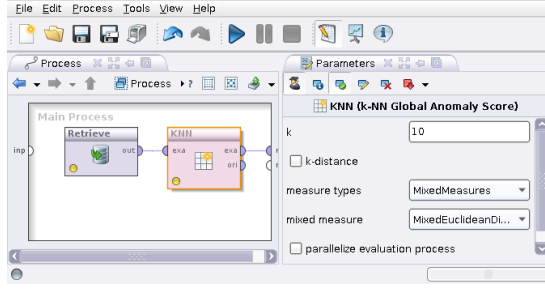 File Edit Process Tools View Help
Process
Parameters
Process ?
KNN (k-NN Global Anomaly Score)
Main Process
Retrieve
KNN
inp
out
exa
exa
ori
k
10
k-distance
measure types
MixedMeasures
mixed measure
MixedEuclideanDi...
parallelize evaluation process